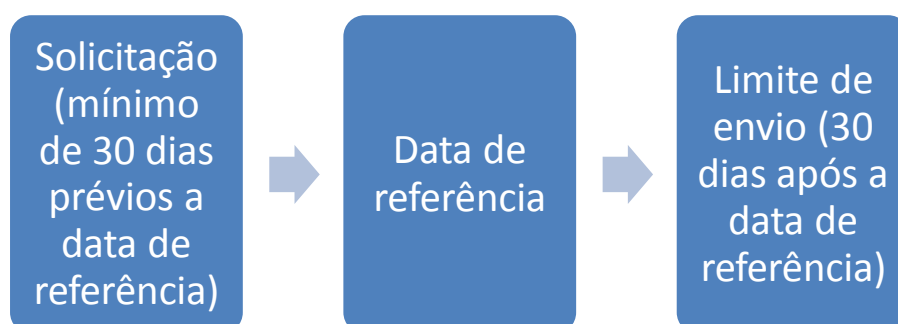 Solicitação
(mínimo
de 30 dias
prévios a
data de
referência)
Data de
referência
Limite de
envio (30
dias após a
data de
referência)